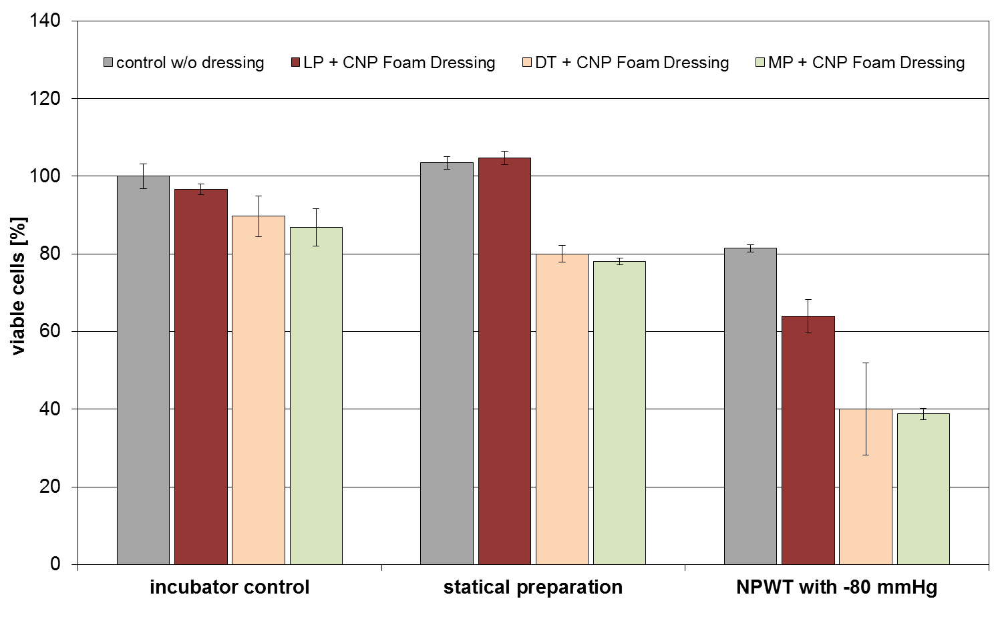 140
control w/o dressing LP + CNP Foam Dressing DT + CNP Foam Dressing MP + CNP Foam Dressing
120
100
80
60
40
20
0
viable cells [%]
incubator control statical preparation NPWT with -80 mmHg